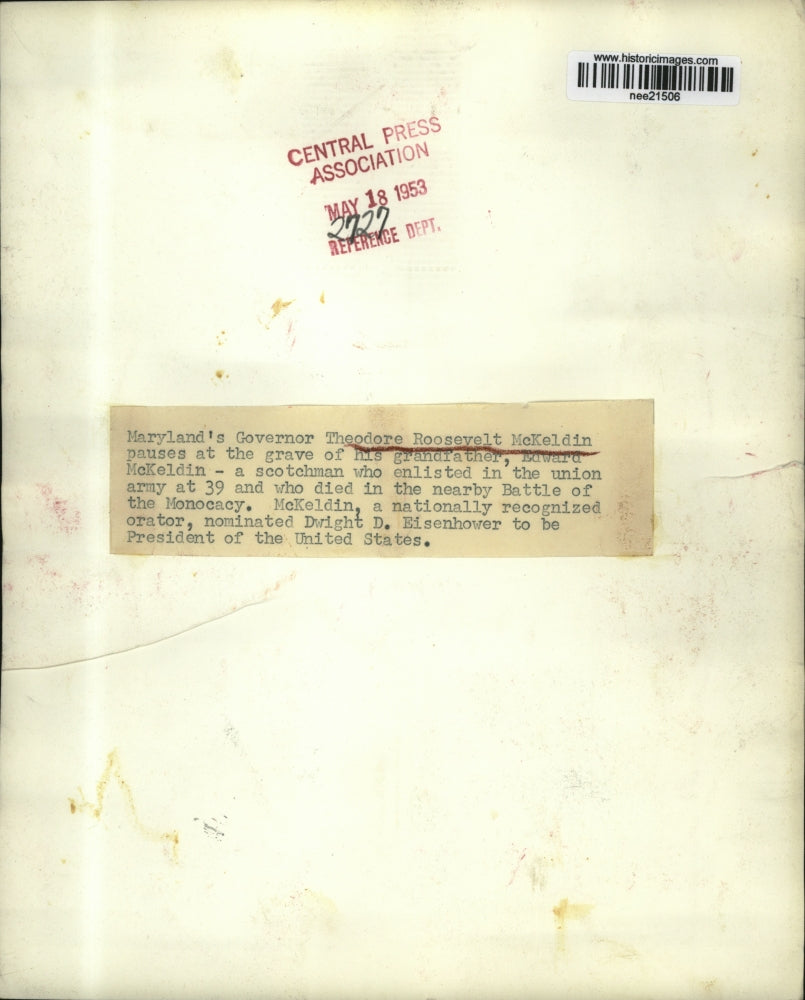 www.historicimages.com
nee21506
CENTRAL PRESS
ASSOCIATION
MAY 18 1953
2727
REFERENCE DEPT.
Maryland's Governor Theodore Roosevelt McKeldin
pauses at the grave of his grandfather, Edward
McKeldin - a scotchman who enlisted in the union
army at 39 and who died in the nearby Battle of
the Monocacy. McKeldin, a nationally recognized
orator, nominated Dwight D. Eisenhower to be
President of the United States.